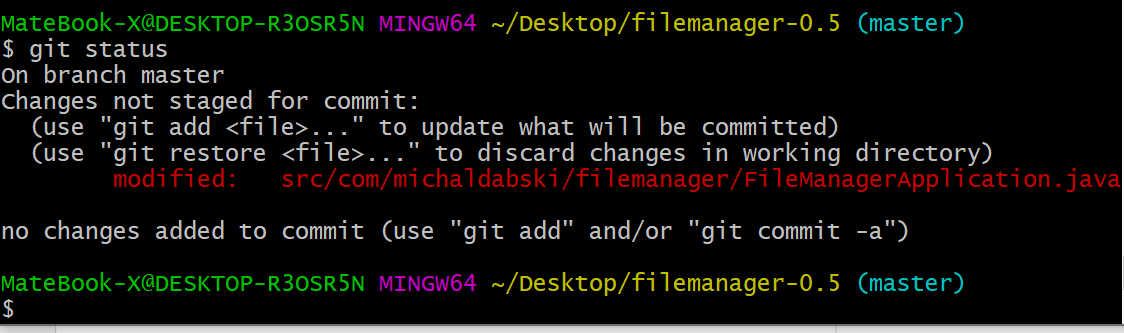 MateBook-X@DESKTOP-R3OSR5N MINGW64 ~/Desktop/filemanager-0.5 (master)
$ git status
On branch master
Changes not staged for commit:
  (use "git add <file>..." to update what will be committed)
  (use "git restore <file>..." to discard changes in working directory)
        modified:   src/com/michaldabski/filemanager/FileManagerApplication.java

no changes added to commit (use "git add" and/or "git commit -a")

MateBook-X@DESKTOP-R3OSR5N MINGW64 ~/Desktop/filemanager-0.5 (master)
$